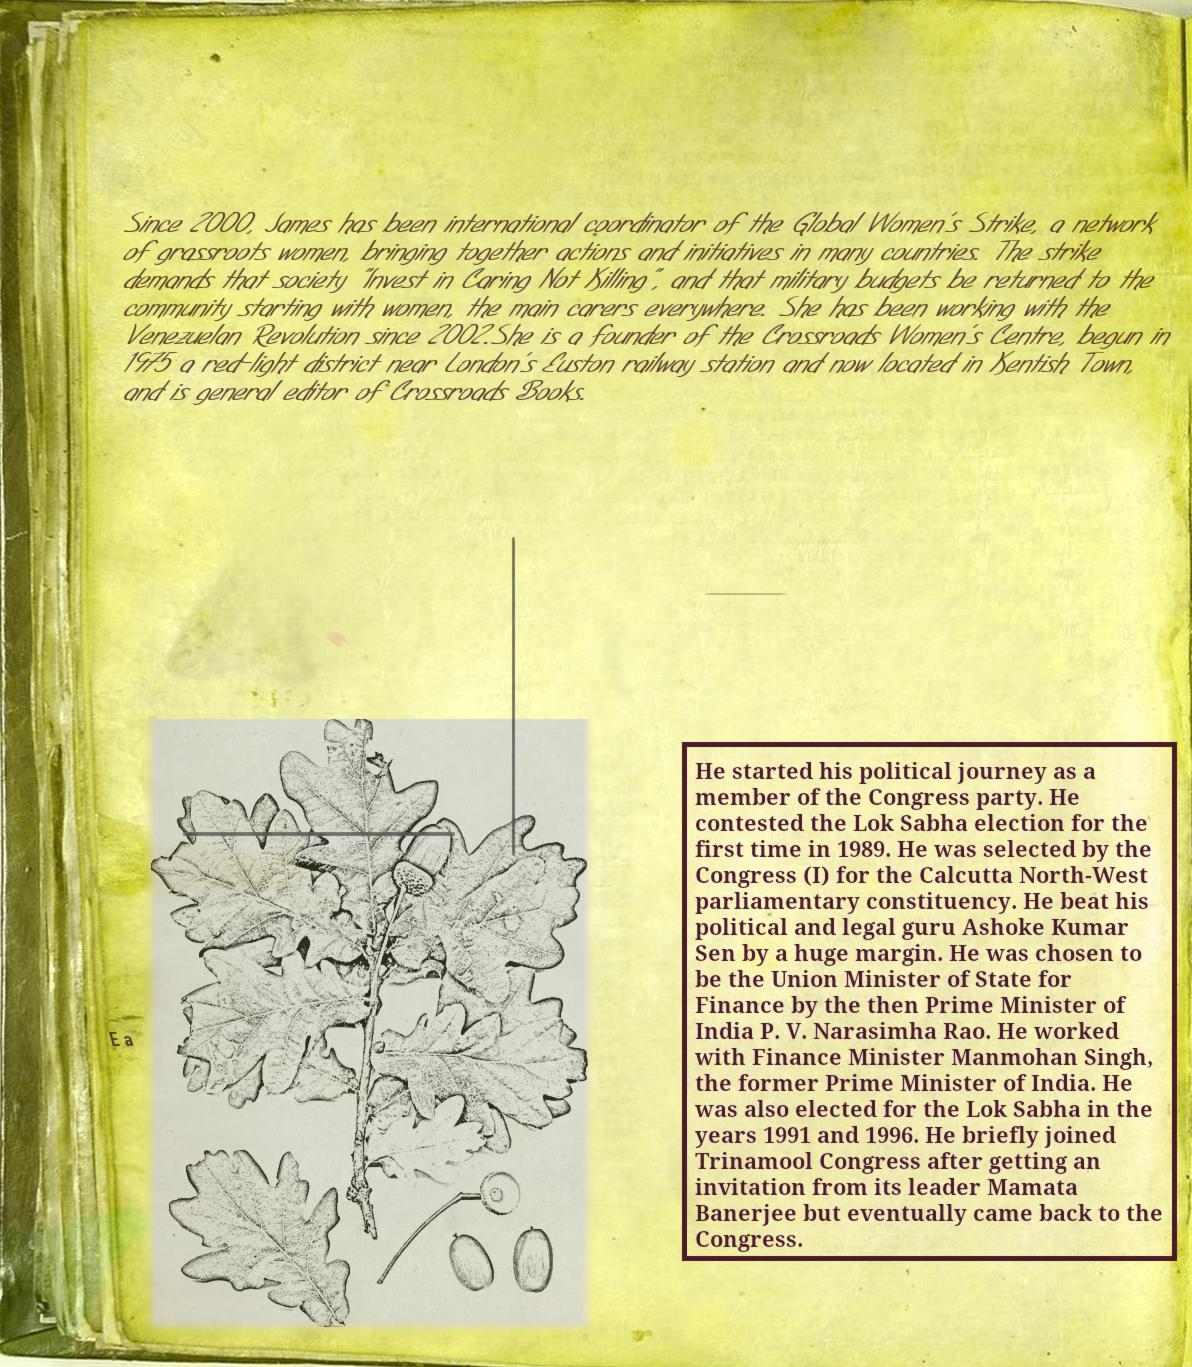 Since 2000, James has been international coordinator of the Global Women's Strike, a network
of grassroots women, bringing together actions and initiatives in many countries. The strike
demands that society "Invest in Caring Not Killing", and that military budgets be returned to the
community starting with women, the main carers everywhere. She has been working with the
Venezuelan Revolution since 2002.She is a founder of the Crossroads Women's Centre, begun in
1975 a red-light district near London's Euston railway station and now located in Kentish Town,
and is general editor of Crossroads Books.
He started his political journey as a
member of the Congress party. He
contested the Lok Sabha election for the
first time in 1989. He was selected by the
Congress (I) for the Calcutta North-West
parliamentary constituency. He beat his
political and legal guru Ashoke Kumar
Sen by a huge margin. He was chosen to
be the Union Minister of State for
Finance by the then Prime Minister of
India P. V. Narasimha Rao. He worked
with Finance Minister Manmohan Singh,
the former Prime Minister of India. He
was also elected for the Lok Sabha in the
years 1991 and 1996. He briefly joined
Trinamool Congress after getting an
invitation from its leader Mamata
Banerjee but eventually came back to the
Congress.
Ea